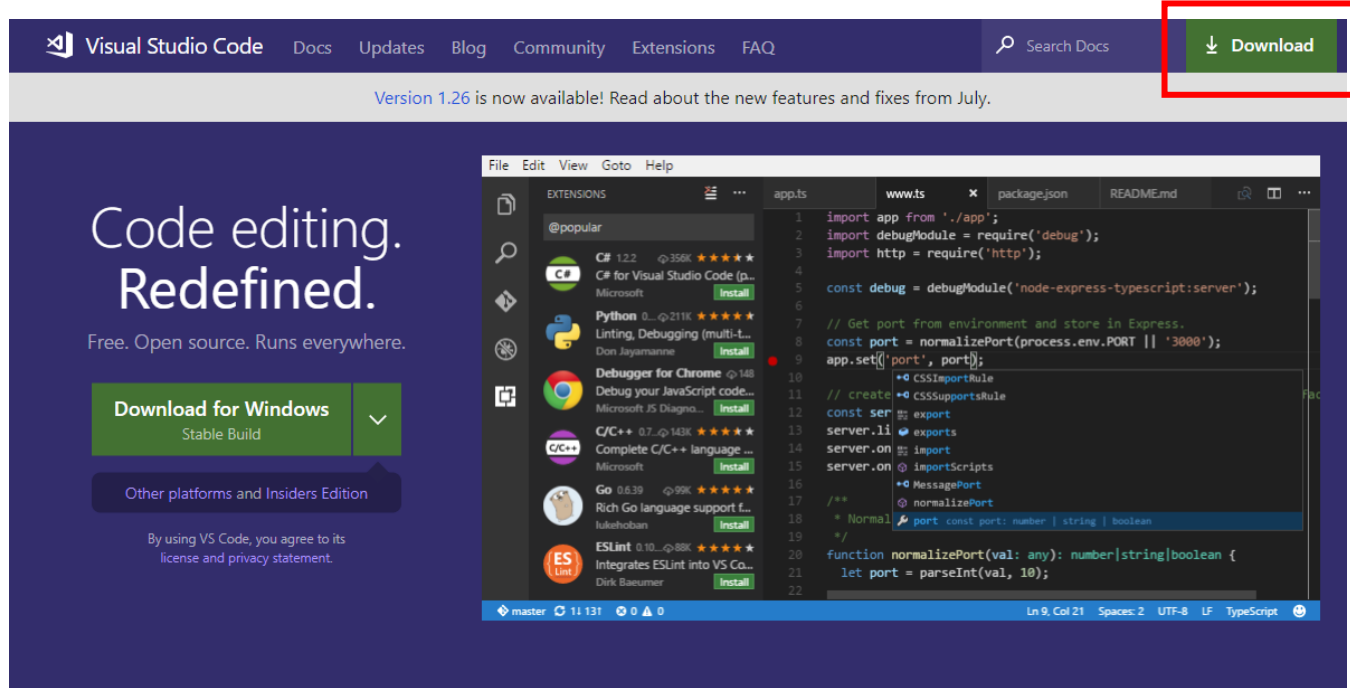 Visual Studio Code Docs Updates Blog Community Extensions FAQ Search Docs Download
Version 1.26 is now available! Read about the new features and fixes from July.
Code editing.
Redefined.
Free. Open source. Runs everywhere.
Download for Windows
Stable Build
Other platforms and Insiders Edition
By using VS Code, you agree to its
license and privacy statement.
File Edit View Goto Help
EXTENSIONS
@popular
C# 1.2.2 356K
C# for Visual Studio Code (p...
Microsoft Install
Python 0... 211K
Linting, Debugging (multi-t...
Don Jayamanne Install
Debugger for Chrome 148
Debug your JavaScript code...
Microsoft JS Diagno... Install
C/C++ 0.7... 143K
Complete C/C++ language ...
Microsoft Install
Go 0.6.39 99K
Rich Go language support f...
lukehoban Install
ESLint 0.10... 88K
Integrates ESLint into VS Co...
Dirk Baeumer Install
app.ts www.ts package.json README.md
1 import app from './app';
2 import debugModule = require('debug');
3 import http = require('http');
4
5 const debug = debugModule('node-express-typescript:server');
6
7 // Get port from environment and store in Express.
8 const port = normalizePort(process.env.PORT || '3000');
9 app.set('port', port);
10
11 // create Fac
12 const ser
13 server.li
14 server.on
15 server.on
16
17 /**
18 * Normal
19 */
20 function normalizePort(val: any): number|string|boolean {
21 let port = parseInt(val, 10);
22
CSSImportRule
CSSSupportsRule
export
exports
import
importScripts
MessagePort
normalizePort
port const port: number | string | boolean
master 1↓ 13↑ 0 0 Ln 9, Col 21 Spaces: 2 UTF-8 LF TypeScript